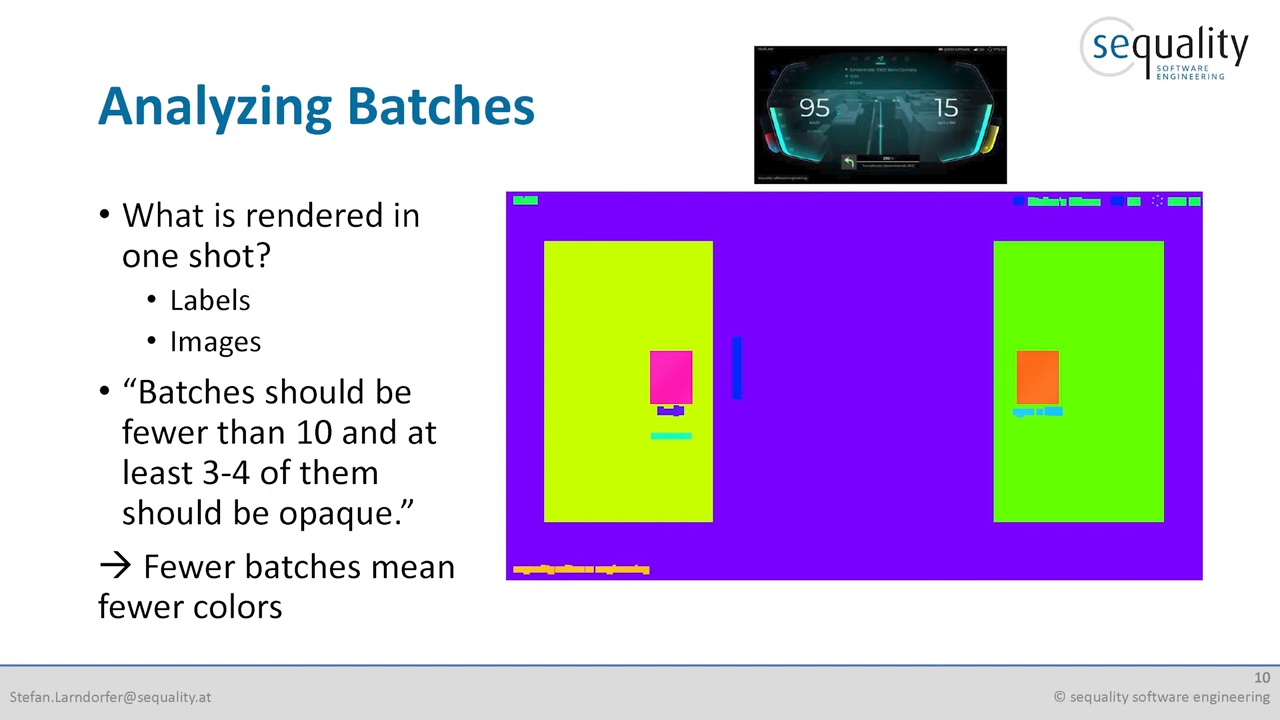 sequality
SOFTWARE
ENGINEERING
Analyzing Batches
95
15
• What is rendered in
one shot?
• Labels
• Images
• “Batches should be
fewer than 10 and at
least 3-4 of them
should be opaque.”
→ Fewer batches mean
fewer colors
10
Stefan.Larndorfer@sequality.at
© sequality software engineering